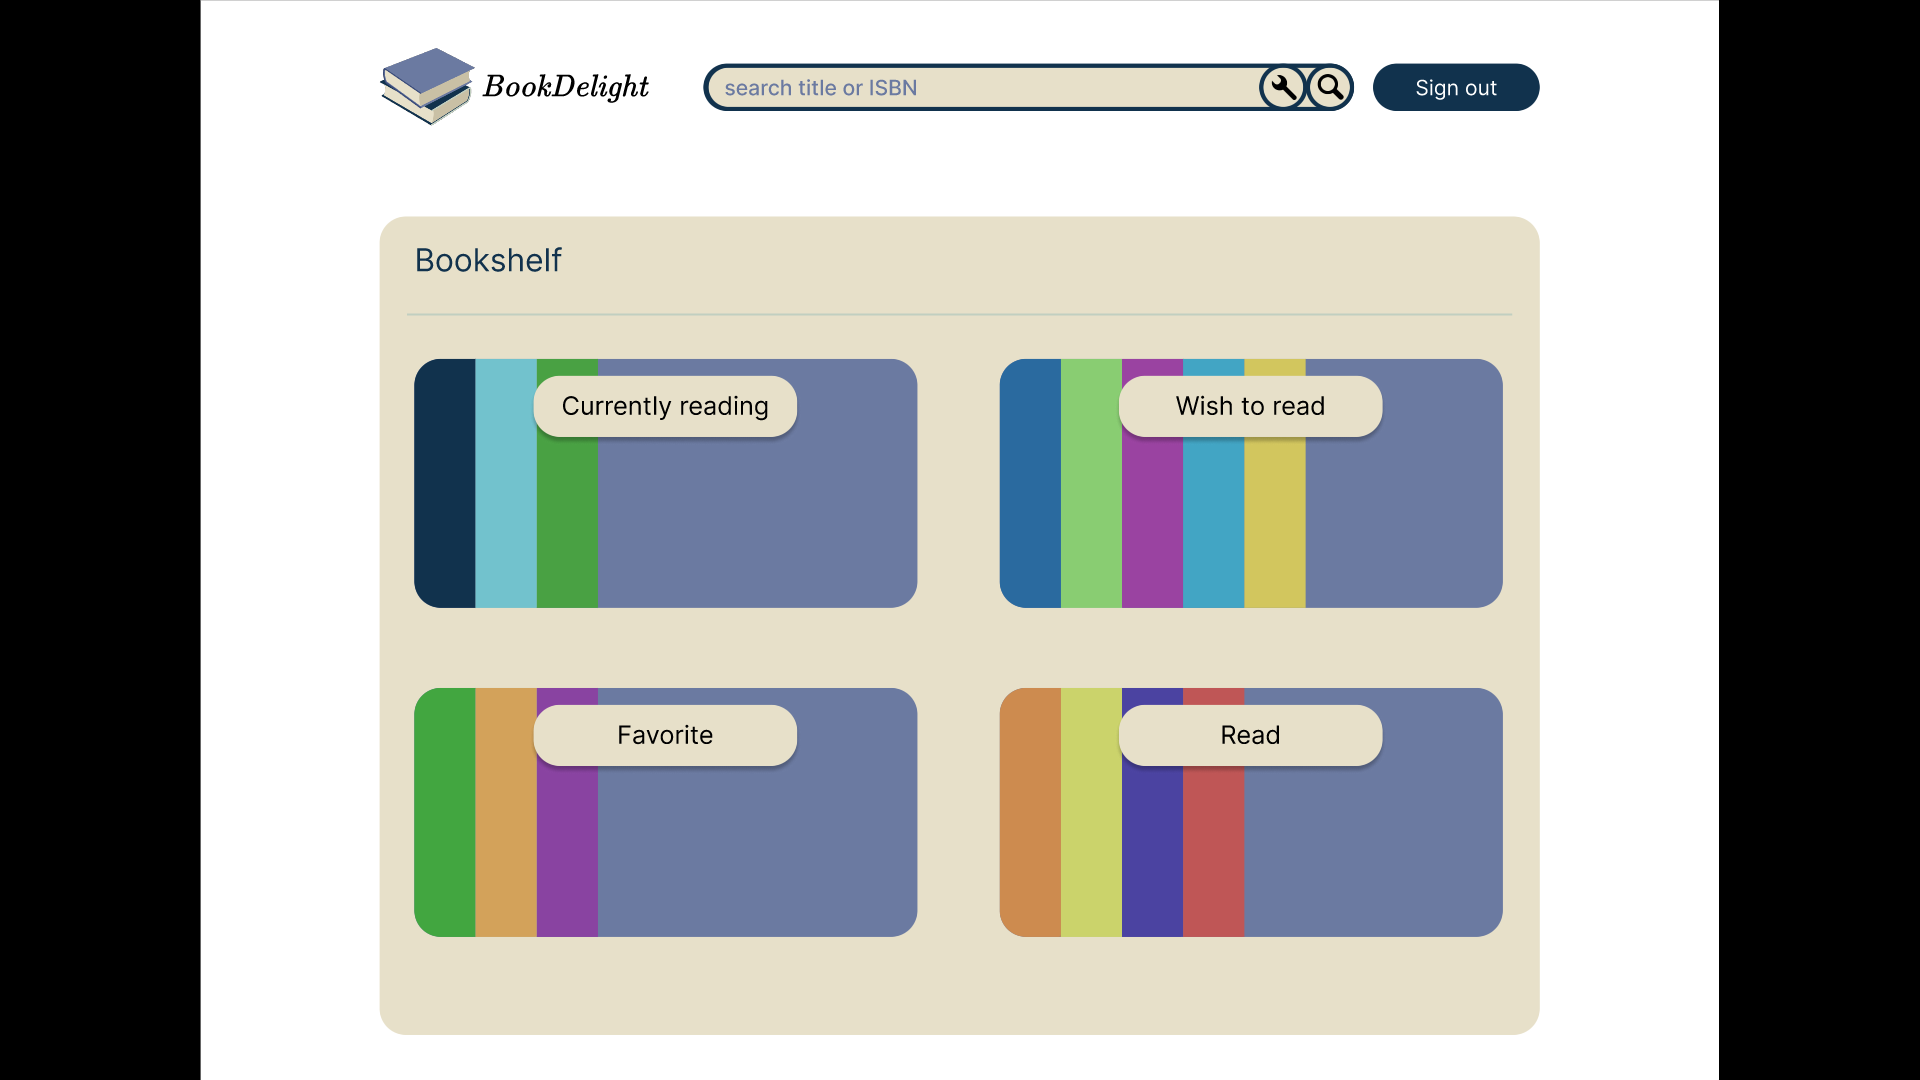 BookDelight
search title or ISBN
Sign out
Bookshelf
Currently reading
Wish to read
Favorite
Read